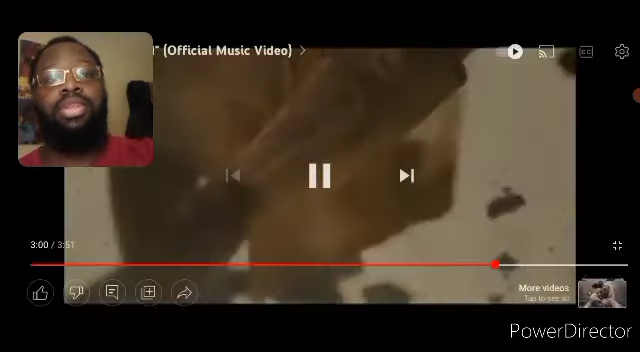 " (Official Music Video)
3:00 / 3:51
More videos
Tap to see all
PowerDirector